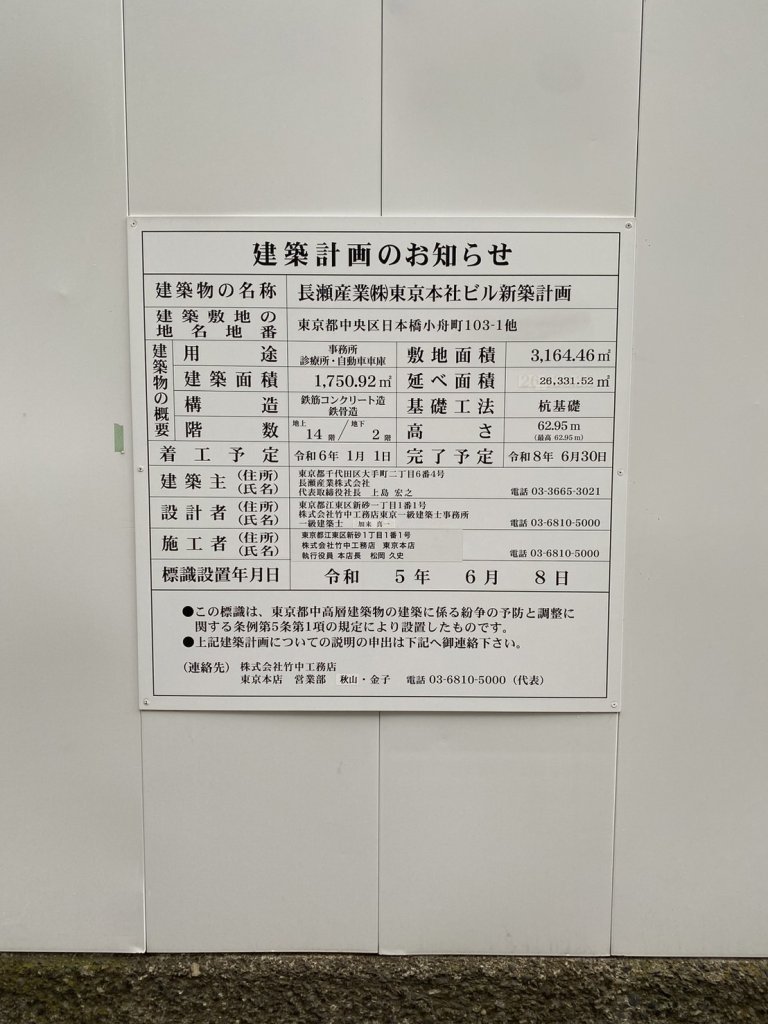 建築計画のお知らせ
建築物の名称 長瀬産業㈱東京本社ビル新築計画
建築敷地の地名地番 東京都中央区日本橋小舟町103-1他
建築物の概要
用途 事務所 診療所・自動車車庫 敷地面積 3,164.46㎡
建築面積 1,750.92㎡ 延べ面積 26,331.52㎡
構造 鉄筋コンクリート造 鉄骨造 基礎工法 杭基礎
階数 地上14階/地下2階 高さ 62.95m (最高 62.95m)
着工予定 令和6年 1月 1日 完了予定 令和8年 6月30日
建築主 (住所) (氏名) 東京都千代田区大手町二丁目6番4号
長瀬産業株式会社
代表取締役社長 上島 宏之 電話 03-3665-3021
設計者 (住所) (氏名) 東京都江東区新砂一丁目1番1号
株式会社竹中工務店東京一級建築士事務所
一級建築士 加来 真一 電話 03-6810-5000
施工者 (住所) (氏名) 東京都江東区新砂1丁目1番1号
株式会社竹中工務店 東京本店
執行役員 本店長 松岡 久史 電話 03-6810-5000
標識設置年月日 令和 5年 6月 8日
●この標識は、東京都中高層建築物の建築に係る紛争の予防と調整に
関する条例第5条第1項の規定により設置したものです。
●上記建築計画についての説明の申出は下記へ御連絡下さい。
(連絡先) 株式会社竹中工務店
東京本店 営業部 秋山・金子 電話 03-6810-5000 (代表)